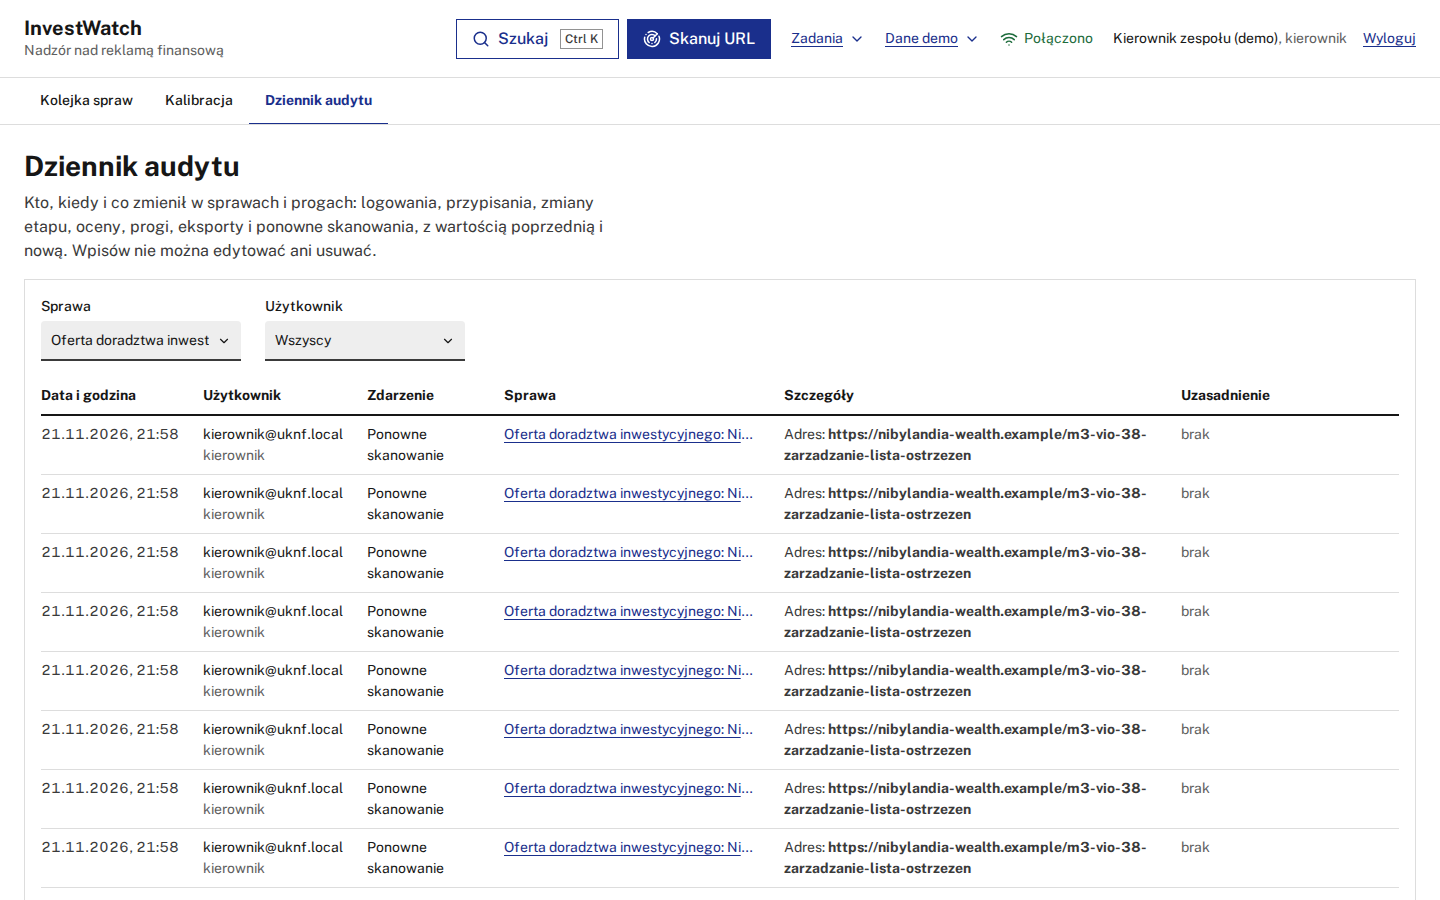 InvestWatch
Nadzór nad reklamą finansową
Szukaj Ctrl K
Skanuj URL
Zadania
Dane demo
Połączono
Kierownik zespołu (demo), kierownik
Wyloguj
Kolejka spraw
Kalibracja
Dziennik audytu
Dziennik audytu
Kto, kiedy i co zmienił w sprawach i progach: logowania, przypisania, zmiany
etapu, oceny, progi, eksporty i ponowne skanowania, z wartością poprzednią i
nową. Wpisów nie można edytować ani usuwać.
Sprawa
Oferta doradztwa inwest
Użytkownik
Wszyscy
Data i godzina Użytkownik Zdarzenie Sprawa Szczegóły Uzasadnienie
21.11.2026, 21:58 kierownik@uknf.local Ponowne Oferta doradztwa inwestycyjnego: Ni... Adres: https://nibylandia-wealth.example/m3-vio-38- brak
kierownik skanowanie zarzadzanie-lista-ostrzezen
21.11.2026, 21:58 kierownik@uknf.local Ponowne Oferta doradztwa inwestycyjnego: Ni... Adres: https://nibylandia-wealth.example/m3-vio-38- brak
kierownik skanowanie zarzadzanie-lista-ostrzezen
21.11.2026, 21:58 kierownik@uknf.local Ponowne Oferta doradztwa inwestycyjnego: Ni... Adres: https://nibylandia-wealth.example/m3-vio-38- brak
kierownik skanowanie zarzadzanie-lista-ostrzezen
21.11.2026, 21:58 kierownik@uknf.local Ponowne Oferta doradztwa inwestycyjnego: Ni... Adres: https://nibylandia-wealth.example/m3-vio-38- brak
kierownik skanowanie zarzadzanie-lista-ostrzezen
21.11.2026, 21:58 kierownik@uknf.local Ponowne Oferta doradztwa inwestycyjnego: Ni... Adres: https://nibylandia-wealth.example/m3-vio-38- brak
kierownik skanowanie zarzadzanie-lista-ostrzezen
21.11.2026, 21:58 kierownik@uknf.local Ponowne Oferta doradztwa inwestycyjnego: Ni... Adres: https://nibylandia-wealth.example/m3-vio-38- brak
kierownik skanowanie zarzadzanie-lista-ostrzezen
21.11.2026, 21:58 kierownik@uknf.local Ponowne Oferta doradztwa inwestycyjnego: Ni... Adres: https://nibylandia-wealth.example/m3-vio-38- brak
kierownik skanowanie zarzadzanie-lista-ostrzezen
21.11.2026, 21:58 kierownik@uknf.local Ponowne Oferta doradztwa inwestycyjnego: Ni... Adres: https://nibylandia-wealth.example/m3-vio-38- brak
kierownik skanowanie zarzadzanie-lista-ostrzezen